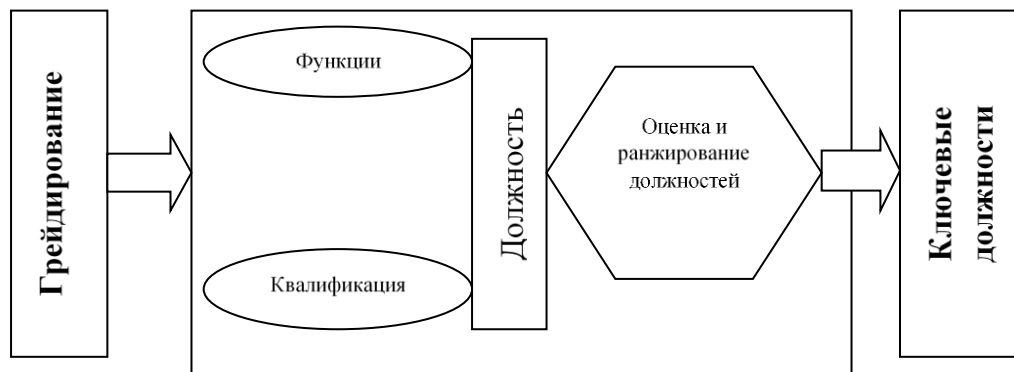 Грейдирование
Функции
Квалификация
Должность
Оценка и
ранжирование
должностей
Ключевые
должности